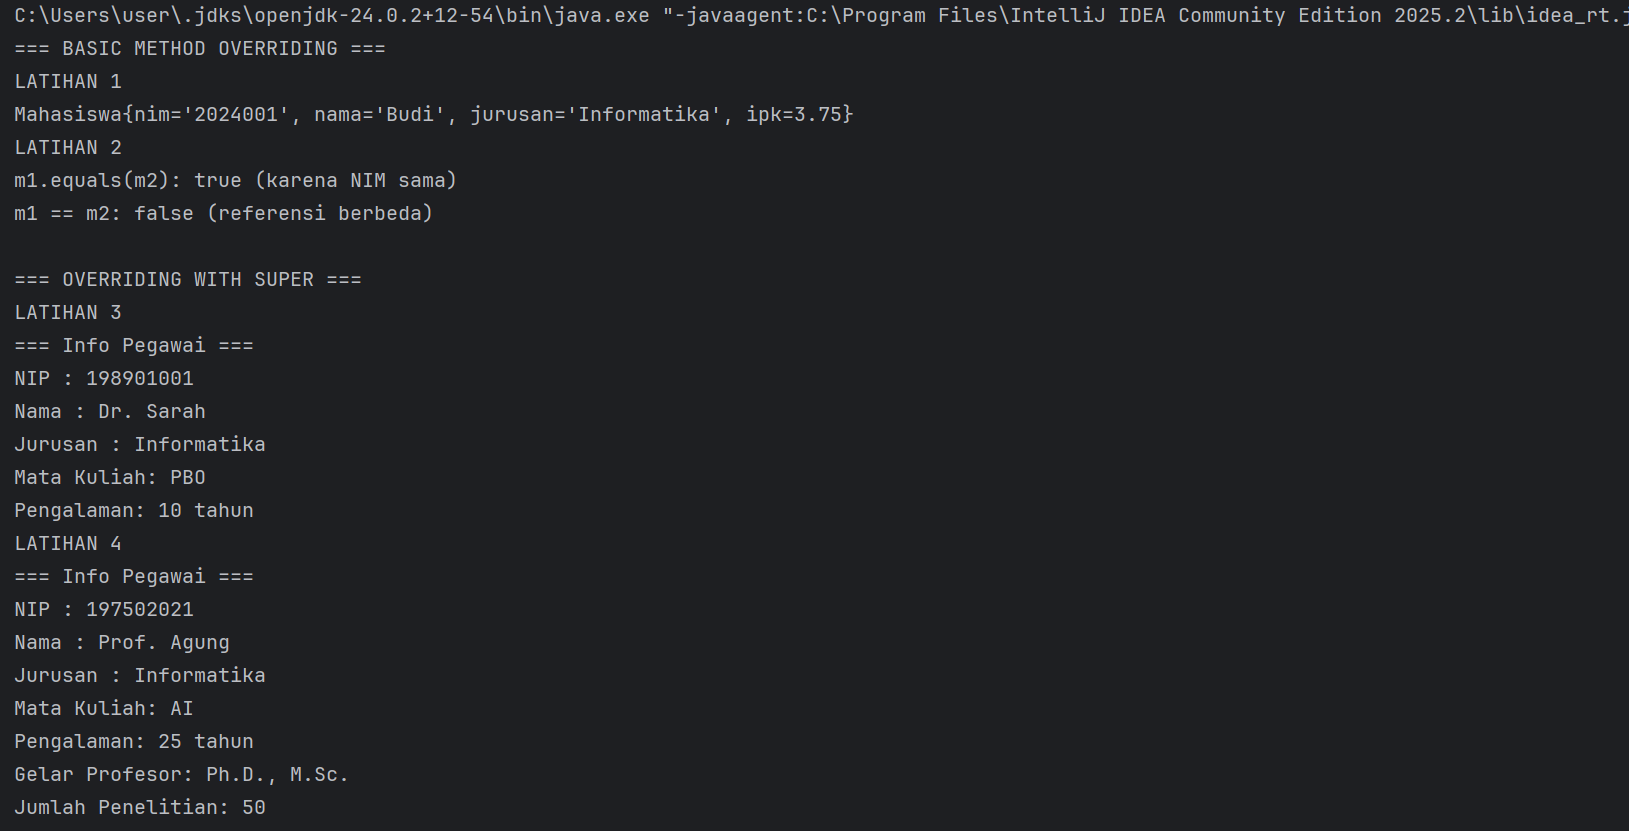 C:\Users\user\.jdks\openjdk-24.0.2+12-54\bin\java.exe "-javaagent:C:\Program Files\IntelliJ IDEA Community Edition 2025.2\lib\idea_rt.j
=== BASIC METHOD OVERRIDING ===
LATIHAN 1
Mahasiswa{nim='2024001', nama='Budi', jurusan='Informatika', ipk=3.75}
LATIHAN 2
m1.equals(m2): true (karena NIM sama)
m1 == m2: false (referensi berbeda)
=== OVERRIDING WITH SUPER ===
LATIHAN 3
=== Info Pegawai ===
NIP : 198901001
Nama : Dr. Sarah
Jurusan : Informatika
Mata Kuliah: PBO
Pengalaman: 10 tahun
LATIHAN 4
=== Info Pegawai ===
NIP : 197502021
Nama : Prof. Agung
Jurusan : Informatika
Mata Kuliah: AI
Pengalaman: 25 tahun
Gelar Profesor: Ph.D., M.Sc.
Jumlah Penelitian: 50